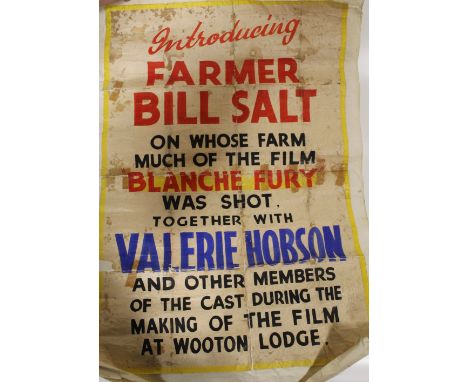 Introducing
FARMER
BILL SALT
ON WHOSE FARM
MUCH OF THE FILM
BLANCHE FURY
WAS SHOT.
TOGETHER WITH
VALERIE HOBSON
AND OTHER MEMBERS
OF THE CAST DURING THE
MAKING OF THE FILM
AT WOOTON LODGE.